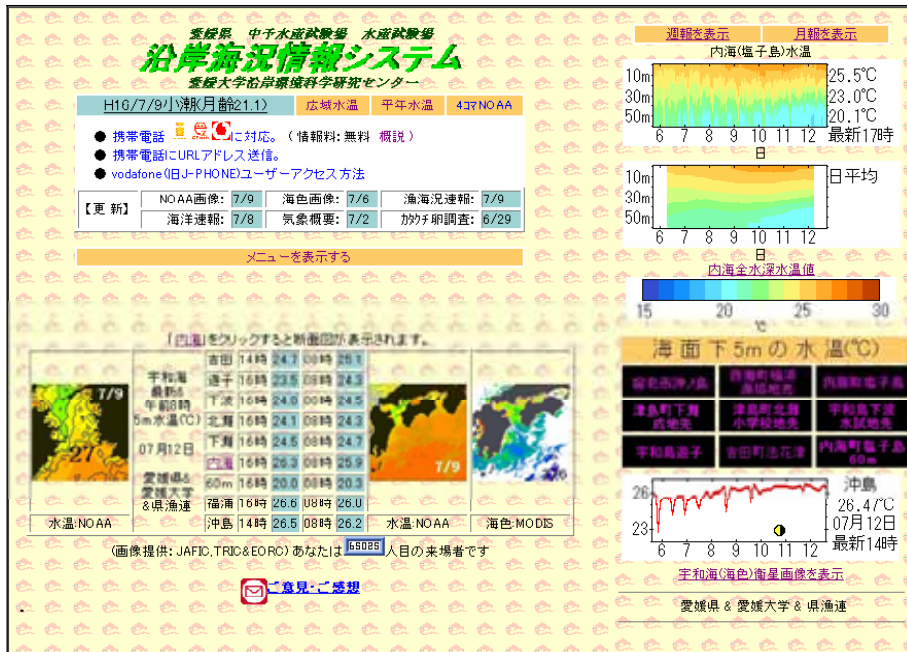 愛媛県 中予水産試験場 水産試験場
沿岸海況情報システム
愛媛大学沿岸環境科学研究センター
H16/7/9小潮(月齢21.1)
広域水温
平年水温
4コマNOAA
● 携帯電話 に対応。(情報料:無料 概説)
● 携帯電話にURLアドレス送信。
● vodafone(旧J-PHONE)ユーザーアクセス方法
【更新】
NOAA画像: 7/9 海色画像: 7/6 漁海況速報: 7/9
海洋速報: 7/8 気象概要: 7/2 カタクチ卵調査: 6/29
メニューを表示する
「内海」をクリックすると断面図が表示されます。
7/9
27
水温:NOAA
宇和海
最新&
午前8時
5m水温(℃)
07月12日
愛媛県&
愛媛大学
&県漁連
吉田 14時 24.7 08時 25.1
遊子 16時 23.5 08時 24.3
下波 16時 24.0 08時 24.5
北灘 16時 24.1 08時 24.3
下灘 16時 24.5 08時 24.7
内海 16時 26.3 08時 25.9
60m 16時 20.0 08時 20.3
福浦 16時 26.6 08時 26.0
沖島 14時 26.5 08時 26.2
7/9
水温:NOAA
海色:MODIS
(画像提供: JAFIC,TRIC&EORC) あなたは 65025 人目の来場者です
ご意見・ご感想
週報を表示
月報を表示
内海(塩子島)水温
10m
30m
50m
25.5℃
23.0℃
20.1℃
最新17時
6 7 8 9 10 11 12
日
10m
30m
50m
日平均
6 7 8 9 10 11 12
日
内海全水深水温値
15 20 25 30
℃
海面下5mの水温(℃)
内海町塩子島
津島町下灘
成地先
津島町北灘
小学校地先
宇和島下波
水試地先
宇和島遊子
吉田町法花津
内海町塩子島
60m
26
23
6 7 8 9 10 11 12
沖島
26.47℃
07月12日
最新14時
宇和海(海色)衛星画像を表示
愛媛県 & 愛媛大学 & 県漁連